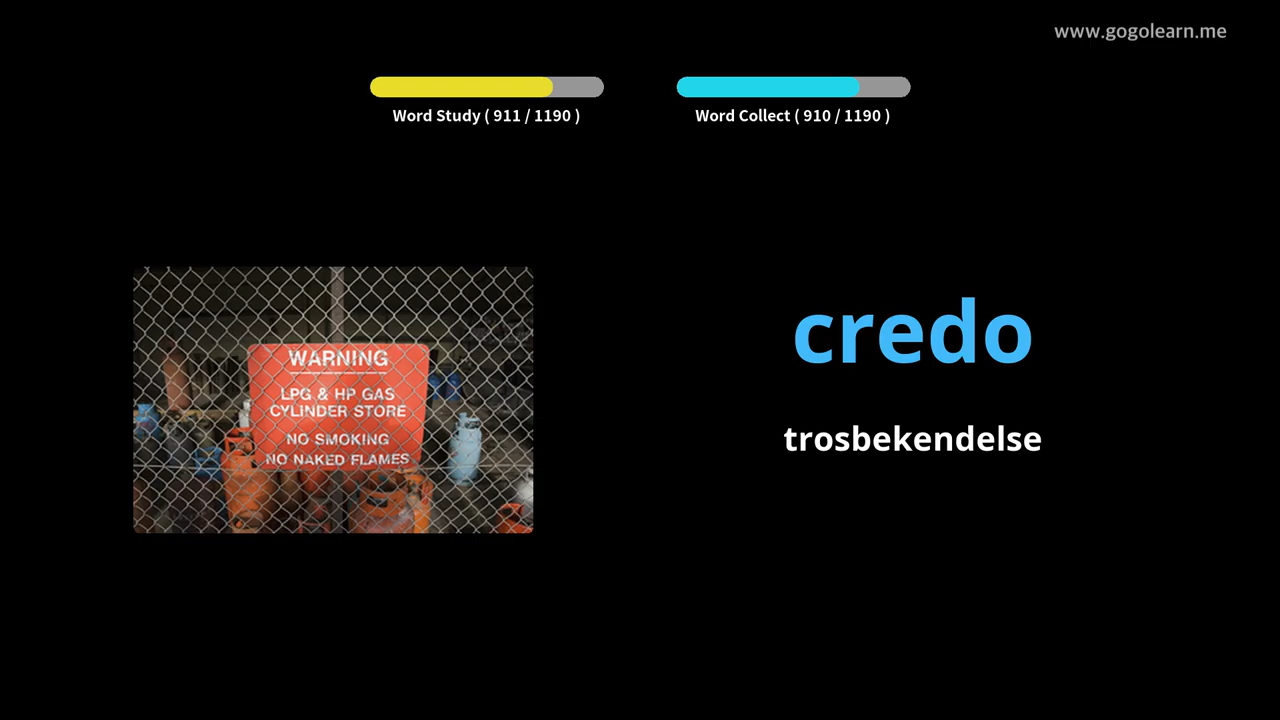 www.gogolearn.me
Word Study ( 911 / 1190 )
Word Collect ( 910 / 1190 )
WARNING
LPG & HP GAS
CYLINDER STORE
NO SMOKING
NO NAKED FLAMES
credo
trosbekendelse